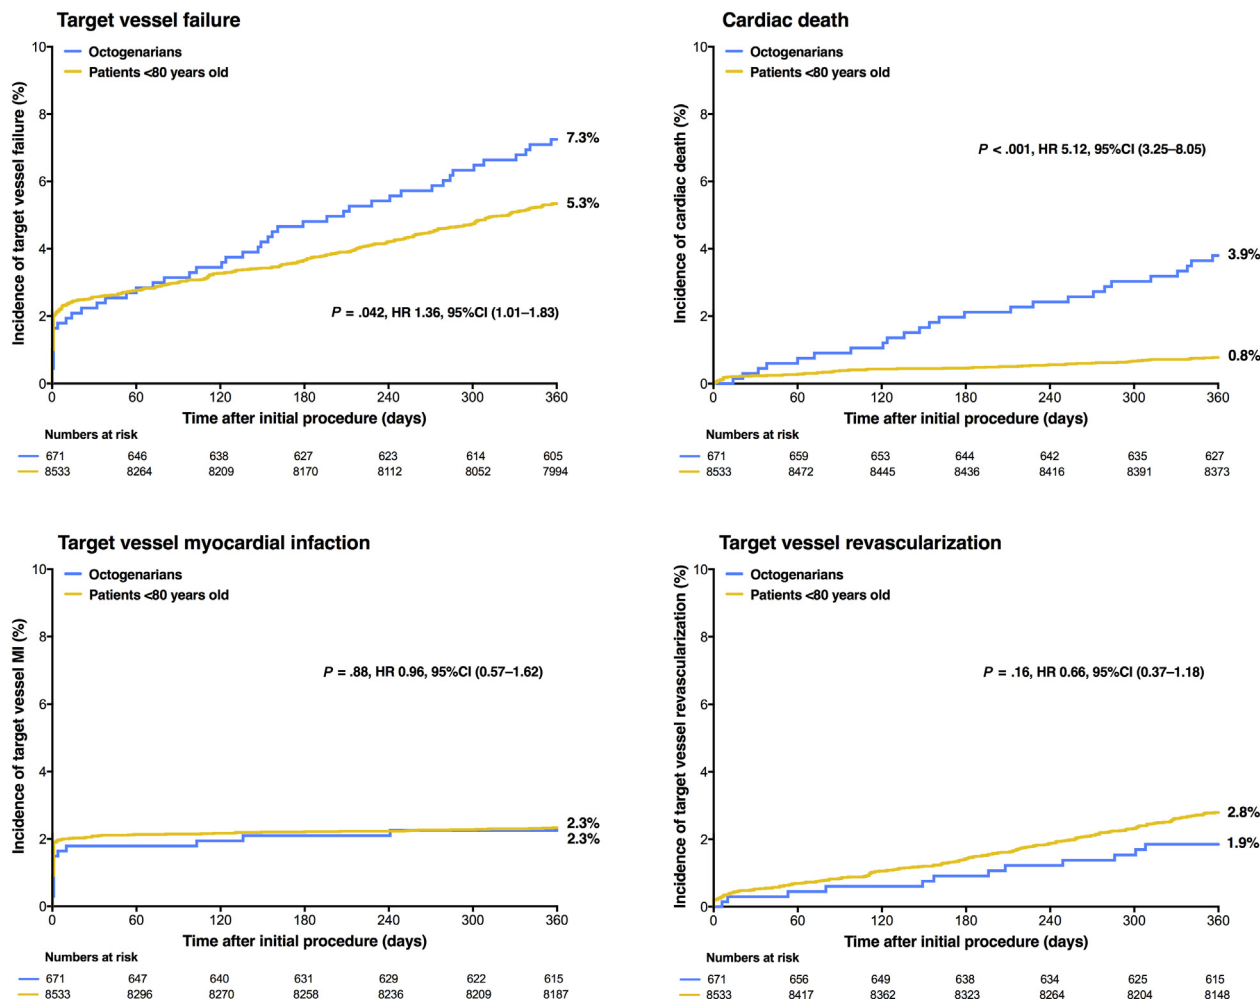 Target vessel failure
Octogenarians
Patients <80 years old
Incidence of target vessel failure (%)
10
8
6
4
2
0
7.3%
5.3%
P = .042, HR 1.36, 95%CI (1.01–1.83)
0 60 120 180 240 300 360
Time after initial procedure (days)
Numbers at risk
671 646 638 627 623 614 605
8533 8264 8209 8170 8112 8052 7994
Cardiac death
Octogenarians
Patients <80 years old
Incidence of cardiac death (%)
10
8
6
4
2
0
P < .001, HR 5.12, 95%CI (3.25–8.05)
3.9%
0.8%
0 60 120 180 240 300 360
Time after initial procedure (days)
Numbers at risk
671 659 653 644 642 635 627
8533 8472 8445 8436 8416 8391 8373
Target vessel myocardial infaction
Octogenarians
Patients <80 years old
Incidence of target vessel MI (%)
10
8
6
4
2
0
P = .88, HR 0.96, 95%CI (0.57–1.62)
2.3%
2.3%
0 60 120 180 240 300 360
Time after initial procedure (days)
Numbers at risk
671 647 640 631 629 622 615
8533 8296 8270 8258 8236 8209 8187
Target vessel revascularization
Octogenarians
Patients <80 years old
Incidence of target vessel revascularization (%)
10
8
6
4
2
0
P = .16, HR 0.66, 95%CI (0.37–1.18)
2.8%
1.9%
0 60 120 180 240 300 360
Time after initial procedure (days)
Numbers at risk
671 656 649 638 634 625 615
8533 8417 8362 8323 8264 8204 8148